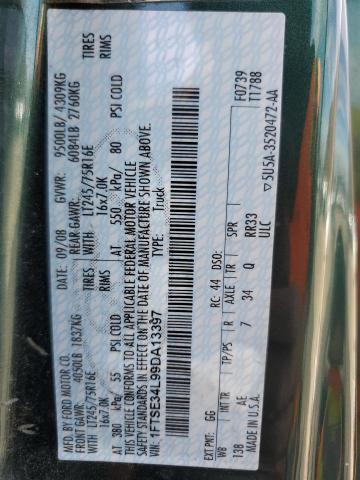 MFD. BY FORD MOTOR CO.
DATE: 09/08 GVWR: 9500LB/ 4309KG
FRONT GAWR: 4050LB 1837KG REAR GAWR: 6084LB 2760KG
WITH LT245/75R16E TIRES WITH LT245/75R16E TIRES
16x7.0K RIMS 16x7.0K RIMS
AT 380 kPa/ 55 PSI COLD AT 550 kPa/ 80 PSI COLD
THIS VEHICLE CONFORMS TO ALL APPLICABLE FEDERAL MOTOR VEHICLE
SAFETY STANDARDS IN EFFECT ON THE DATE OF MANUFACTURE SHOWN ABOVE.
VIN: 1FTSE34L99DA13397 Truck
F0739
T1788
EXT PNT: GG RC: 44 DSO:
WB INT TR TP/PS R AXLE TR SPR
138 AE 7 34 Q RR33
MADE IN U.S.A. ULC
▽5U5A-3520472-AA